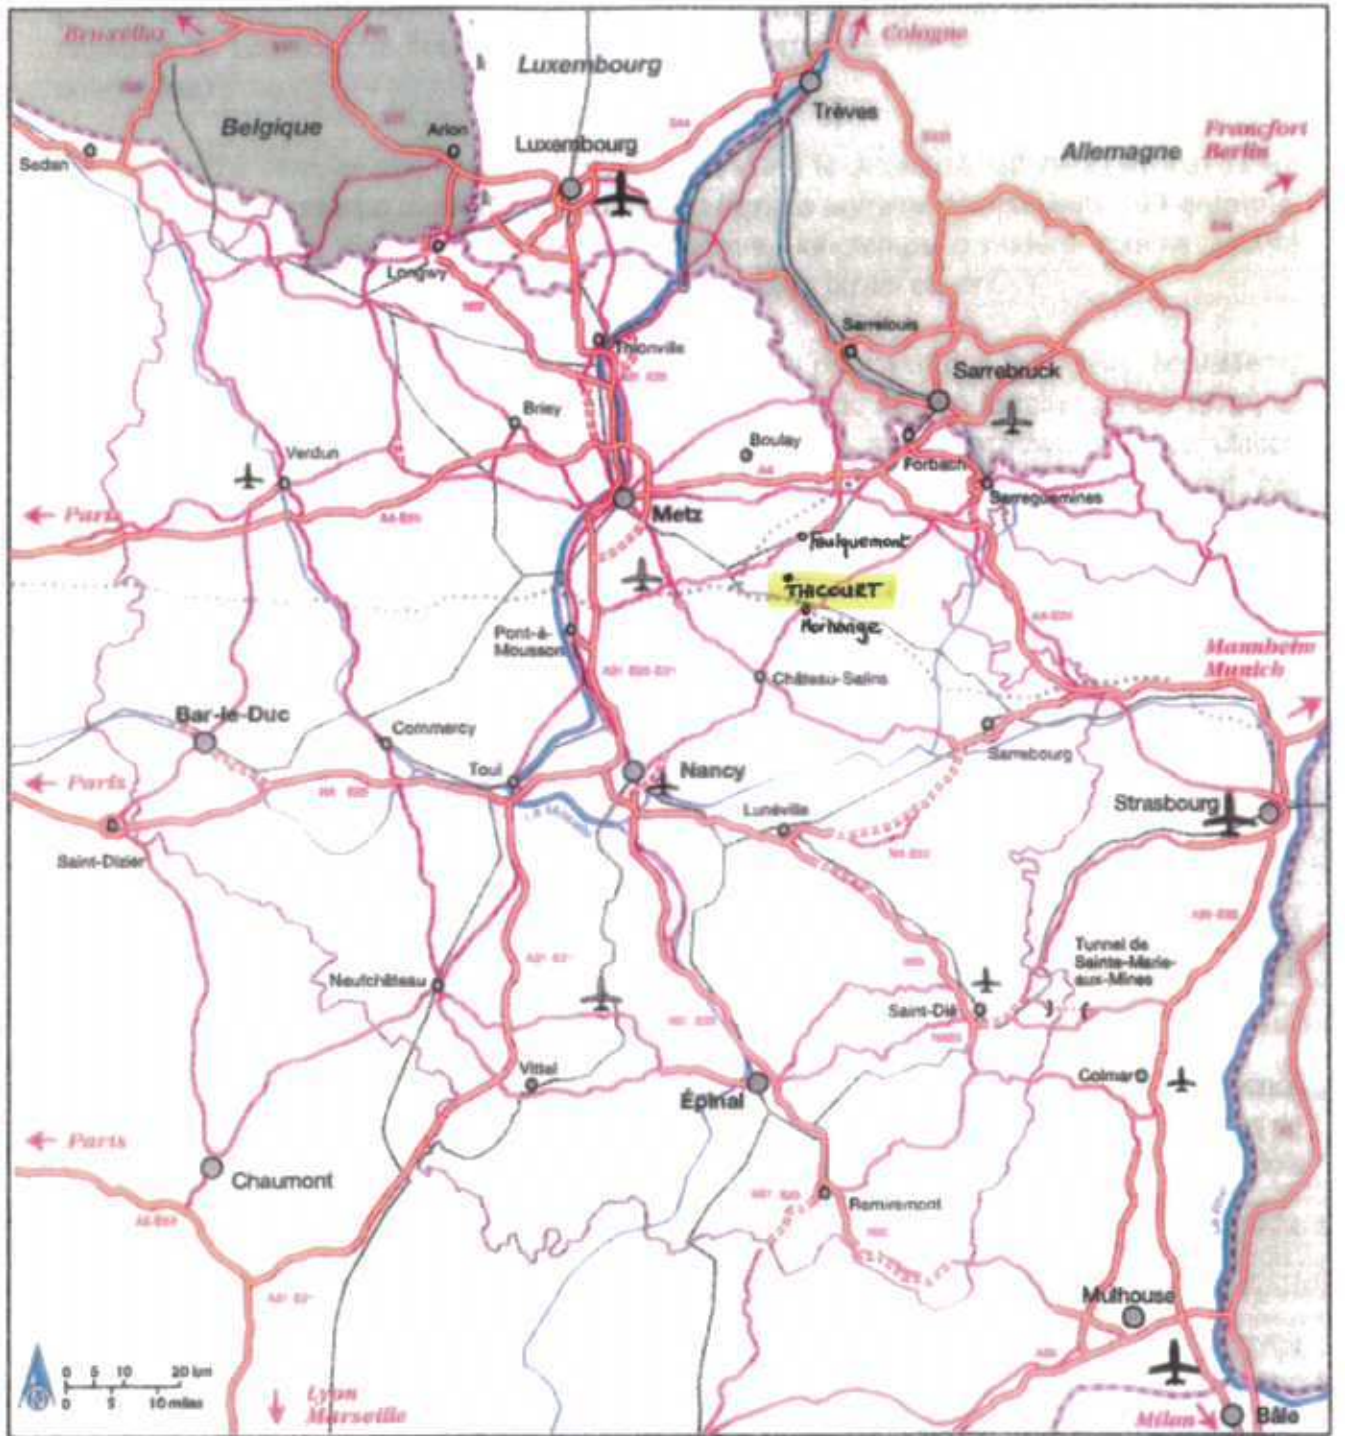 Bruxelles
Cologne
Luxembourg
Trèves
Belgique
Arlon
Luxembourg
Francfort
Berlin
Allemagne
Sedan
Longwy
Sarrelouis
Thionville
Sarrebruck
Briey
Boulay
Verdun
A4
Forbach
Sarreguemines
Paris
Metz
Faulquemont
THICOURT
Morhange
Pont-à-
Mousson
Mannheim
Munich
Château-Salins
Bar-le-Duc
Commercy
Sarrebourg
Paris
Toul
Nancy
Lunéville
Strasbourg
Saint-Dizier
Tunnel de
Sainte-Marie-
aux-Mines
Neufchâteau
Saint-Dié
Vittel
Colmar
Épinal
Paris
Chaumont
Remiremont
Mulhouse
0 5 10 20 km
0 5 10 miles
Lyon
Marseille
Milan
Bâle